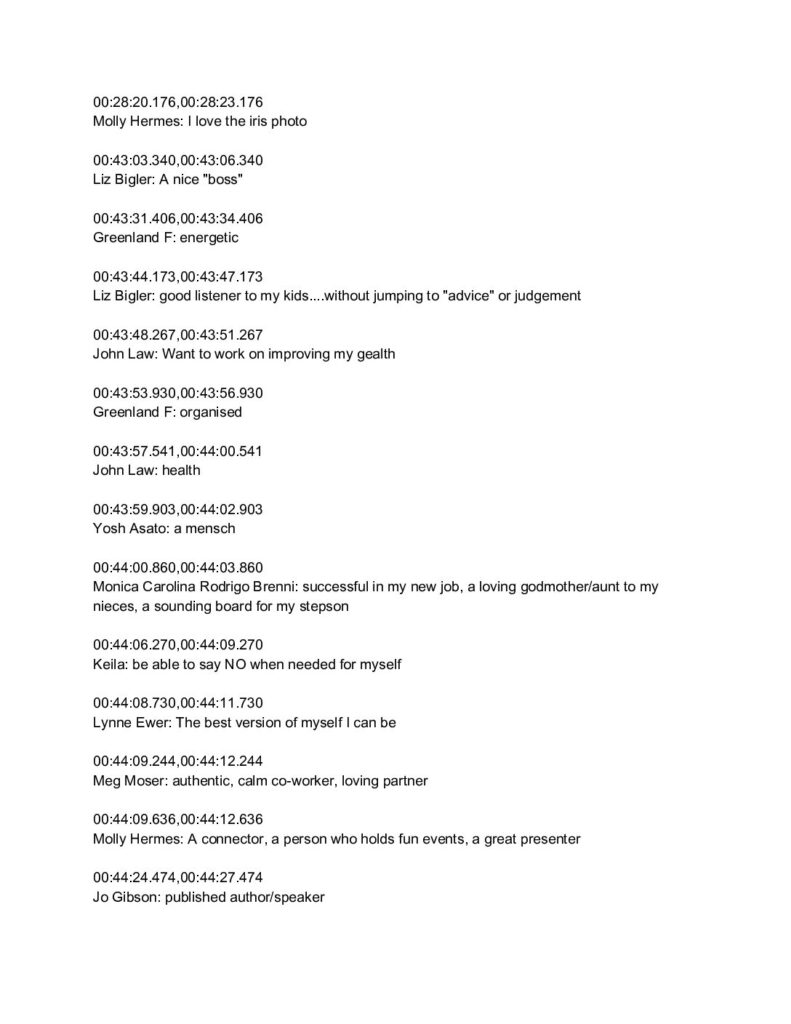 00:28:20.176,00:28:23.176
Molly Hermes: I love the iris photo
00:43:03.340,00:43:06.340
Liz Bigler: A nice "boss"
00:43:31.406,00:43:34.406
Greenland F: energetic
00:43:44.173,00:43:47.173
Liz Bigler: good listener to my kids....without jumping to "advice" or judgement
00:43:48.267,00:43:51.267
John Law: Want to work on improving my gealth
00:43:53.930,00:43:56.930
Greenland F: organised
00:43:57.541,00:44:00.541
John Law: health
00:43:59.903,00:44:02.903
Yosh Asato: a mensch
00:44:00.860,00:44:03.860
Monica Carolina Rodrigo Brenni: successful in my new job, a loving godmother/aunt to my
nieces, a sounding board for my stepson
00:44:06.270,00:44:09.270
Keila: be able to say NO when needed for myself
00:44:08.730,00:44:11.730
Lynne Ewer: The best version of myself I can be
00:44:09.244,00:44:12.244
Meg Moser: authentic, calm co-worker, loving partner
00:44:09.636,00:44:12.636
Molly Hermes: A connector, a person who holds fun events, a great presenter
00:44:24.474,00:44:27.474
Jo Gibson: published author/speaker